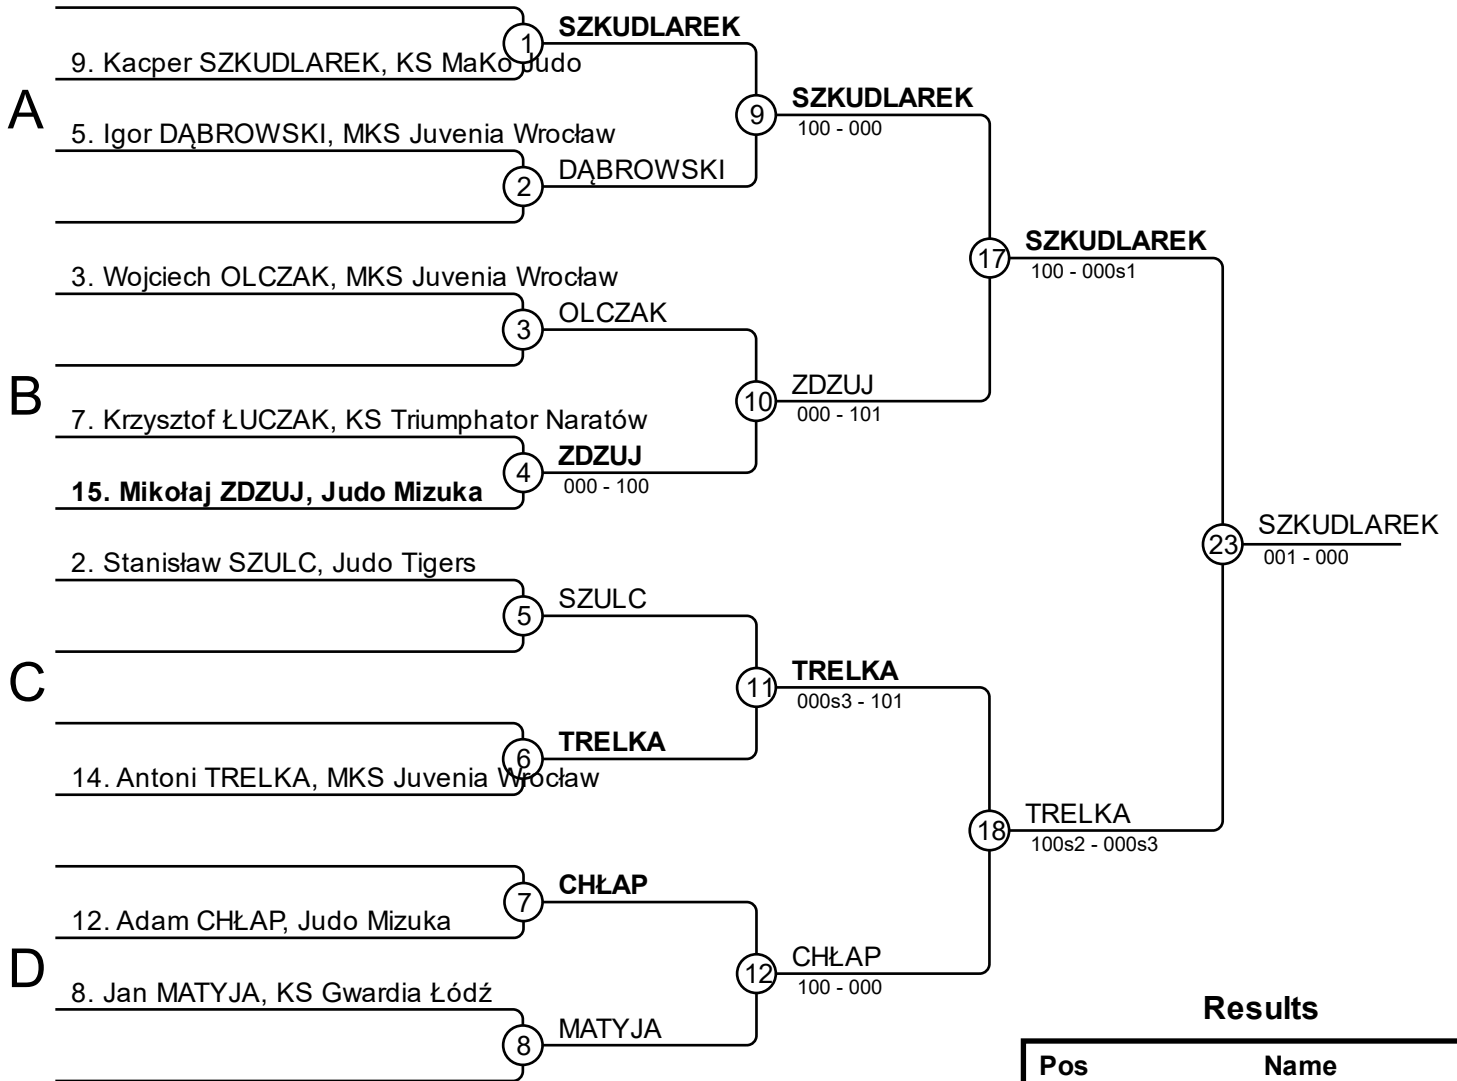 A
9. Kacper SZKUDLAREK, KS MaKo Judo
1
SZKUDLAREK
5. Igor DĄBROWSKI, MKS Juvenia Wrocław
2
DĄBROWSKI
9
SZKUDLAREK
100 - 000
B
3. Wojciech OLCZAK, MKS Juvenia Wrocław
3
OLCZAK
7. Krzysztof ŁUCZAK, KS Triumphator Naratów
15. Mikołaj ZDZUJ, Judo Mizuka
4
ZDZUJ
000 - 100
10
ZDZUJ
000 - 101
17
SZKUDLAREK
100 - 000s1
C
2. Stanisław SZULC, Judo Tigers
5
SZULC
14. Antoni TRELKA, MKS Juvenia Wrocław
6
TRELKA
11
TRELKA
000s3 - 101
D
12. Adam CHŁAP, Judo Mizuka
7
CHŁAP
8. Jan MATYJA, KS Gwardia Łódź
8
MATYJA
12
CHŁAP
100 - 000
18
TRELKA
100s2 - 000s3
23
SZKUDLAREK
001 - 000
Results
Pos Name